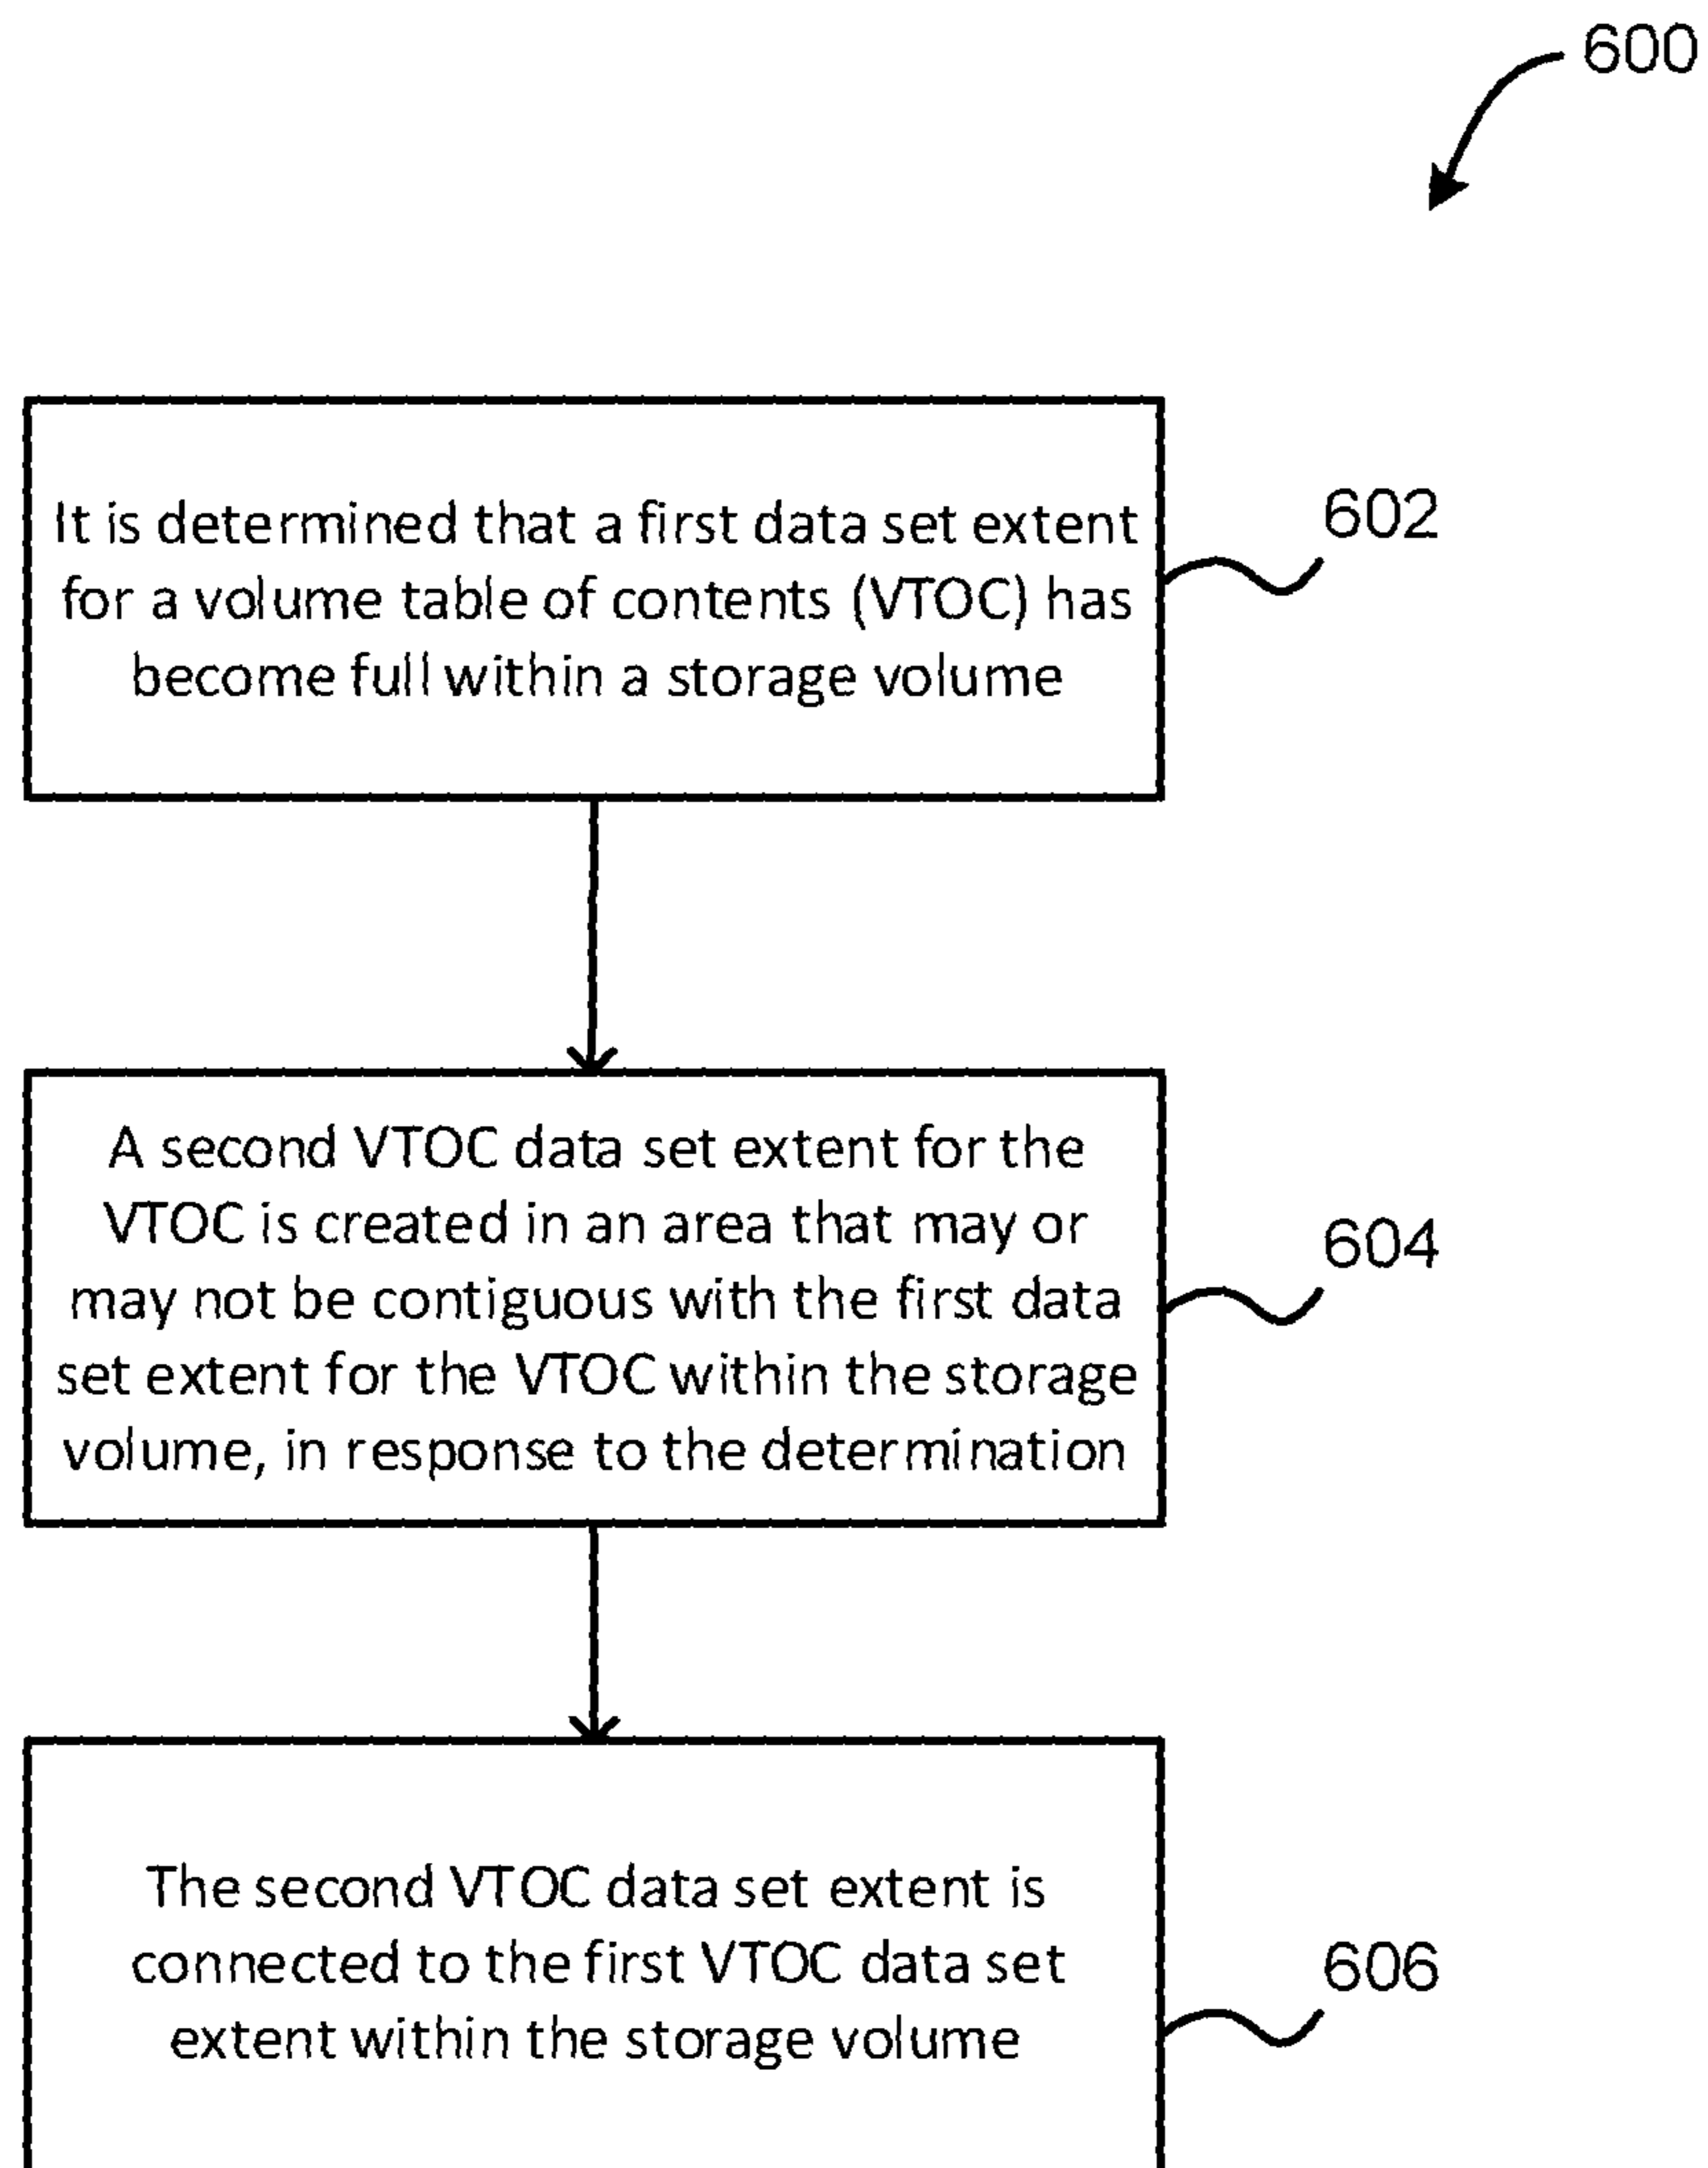 600
It is determined that a first data set extent
for a volume table of contents (VTOC) has
become full within a storage volume
602
A second VTOC data set extent for the
VTOC is created in an area that may or
may not be contiguous with the first data
set extent for the VTOC within the storage
volume, in response to the determination
604
The second VTOC data set extent is
connected to the first VTOC data set
extent within the storage volume
606